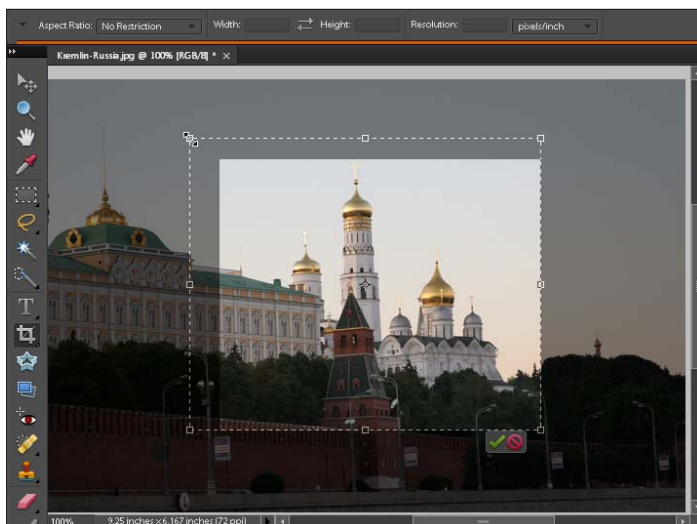 Aspect Ratio: No Restriction Width: Height: Resolution: pixels/inch
Kremlin-Russia.jpg @ 100% (RGB/8) * ×
T
100% 9.25 inches x 6.167 inches (72 ppi)